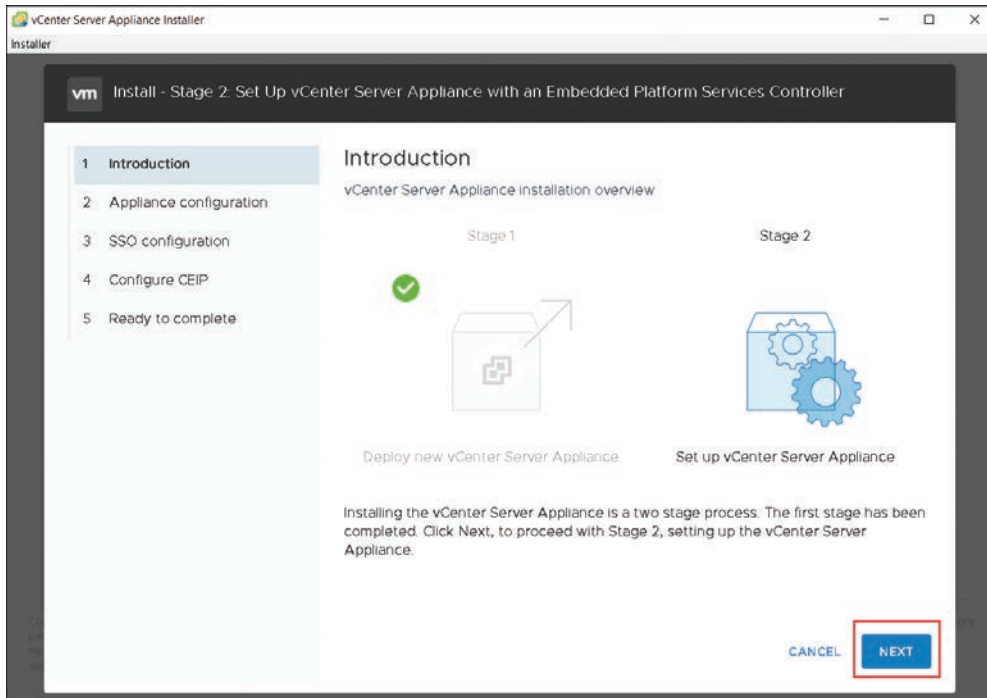 vCenter Server Appliance Installer
Installer
vm Install - Stage 2: Set Up vCenter Server Appliance with an Embedded Platform Services Controller
1 Introduction
2 Appliance configuration
3 SSO configuration
4 Configure CEIP
5 Ready to complete
Introduction
vCenter Server Appliance installation overview
Stage 1
Stage 2
Deploy new vCenter Server Appliance
Set up vCenter Server Appliance
Installing the vCenter Server Appliance is a two stage process. The first stage has been
completed. Click Next, to proceed with Stage 2, setting up the vCenter Server
Appliance.
CANCEL
NEXT